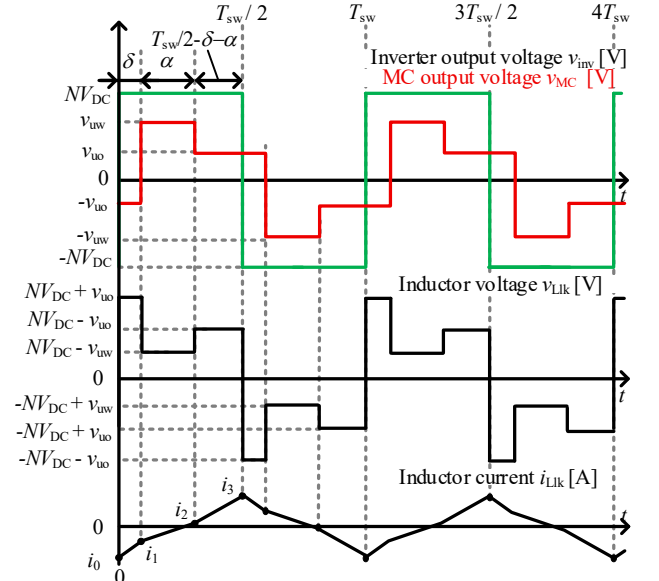 T_sw/2 T_sw 3T_sw/2 4T_sw
T_sw/2-δ-α
δ α
Inverter output voltage v_inv [V]
MC output voltage v_MC [V]
NV_DC
v_uw
v_uo
0
t
-v_uo
-v_uw
-NV_DC
Inductor voltage v_Llk [V]
NV_DC + v_uo
NV_DC - v_uo
NV_DC - v_uw
0
t
-NV_DC + v_uw
-NV_DC + v_uo
-NV_DC - v_uo
Inductor current i_Llk [A]
i_3
i_2
0
t
i_1
i_0
0